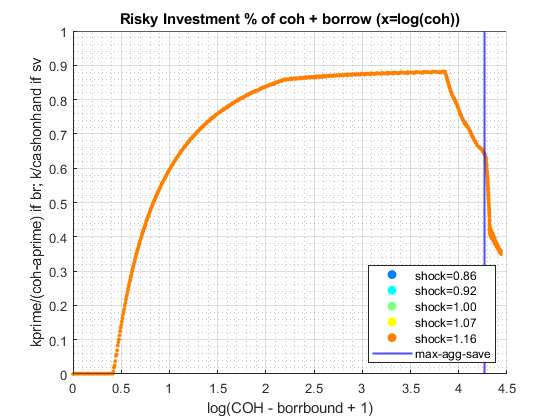 Risky Investment % of coh + borrow (x=log(coh))
kprime/(coh-aprime) if br; k/cashonhand if sv
1
0.9
0.8
0.7
0.6
0.5
0.4
0.3
0.2
0.1
0
0 0.5 1 1.5 2 2.5 3 3.5 4 4.5
log(COH - borrbound + 1)
shock=0.86
shock=0.92
shock=1.00
shock=1.07
shock=1.16
max-agg-save